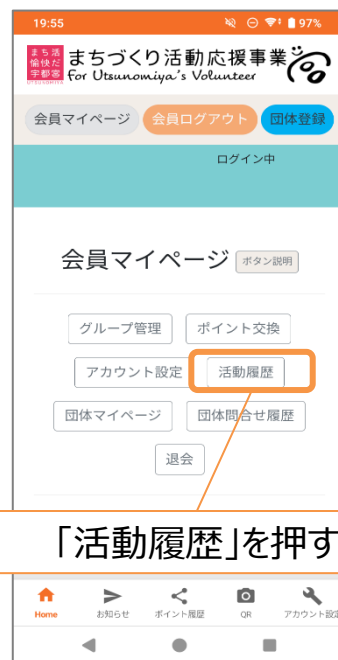 19:55
97%
まち活
愉快だ
宇都宮
UTSUNOMIYA
まちづくり活動応援事業
For Utsunomiya's Volunteer
会員マイページ
会員ログアウト
団体登録
ログイン中
会員マイページ
ボタン説明
グループ管理
ポイント交換
アカウント設定
活動履歴
団体マイページ
団体問合せ履歴
退会
「活動履歴」を押す
Home
お知らせ
ポイント履歴
QR
アカウント設定